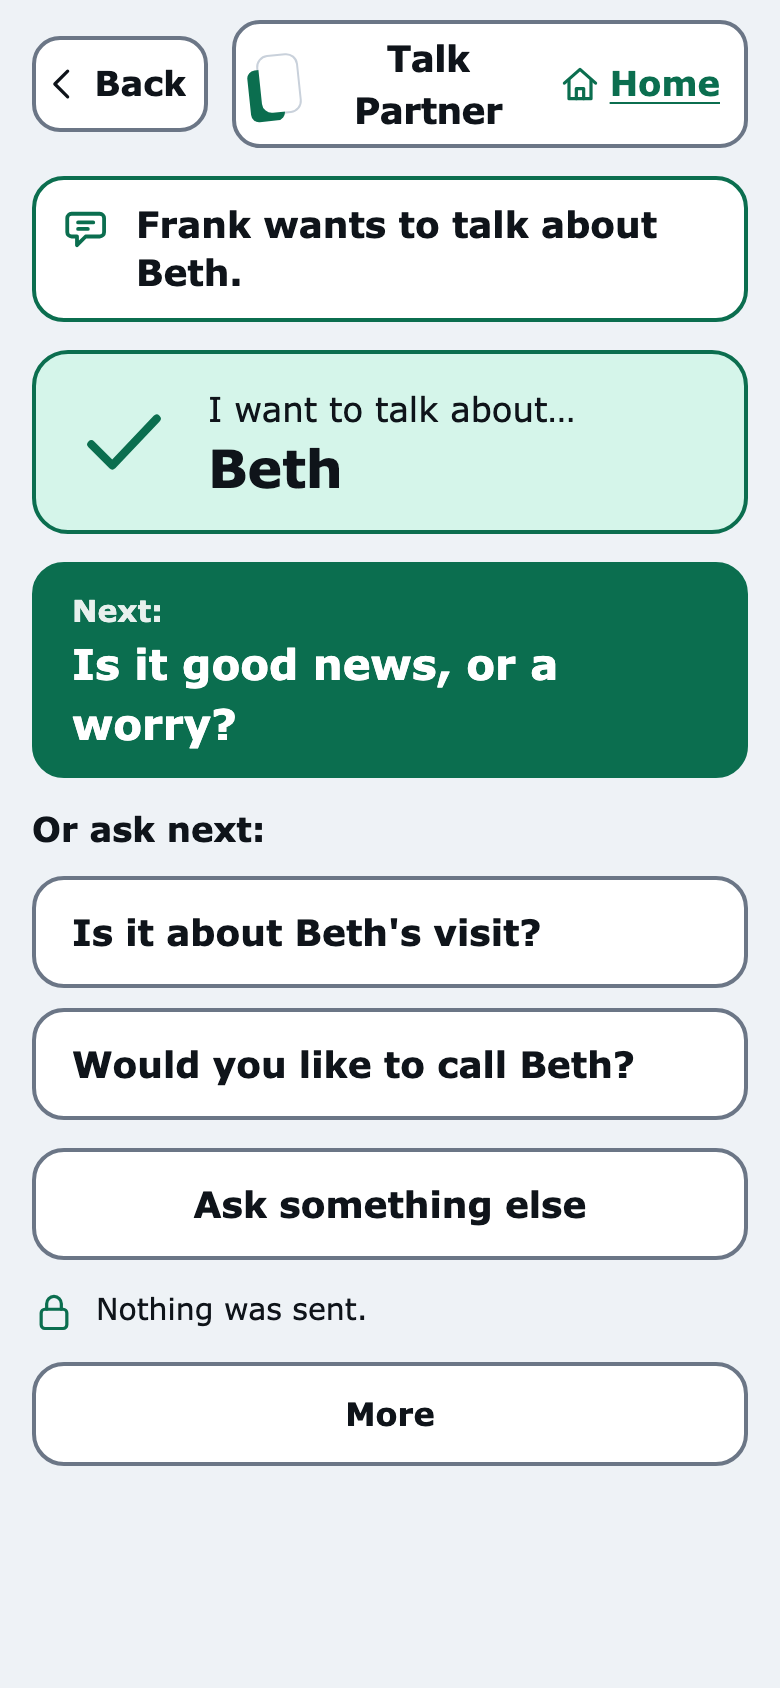 Back
Talk
Partner
Home
Frank wants to talk about
Beth.
I want to talk about...
Beth
Next:
Is it good news, or a
worry?
Or ask next:
Is it about Beth's visit?
Would you like to call Beth?
Ask something else
Nothing was sent.
More